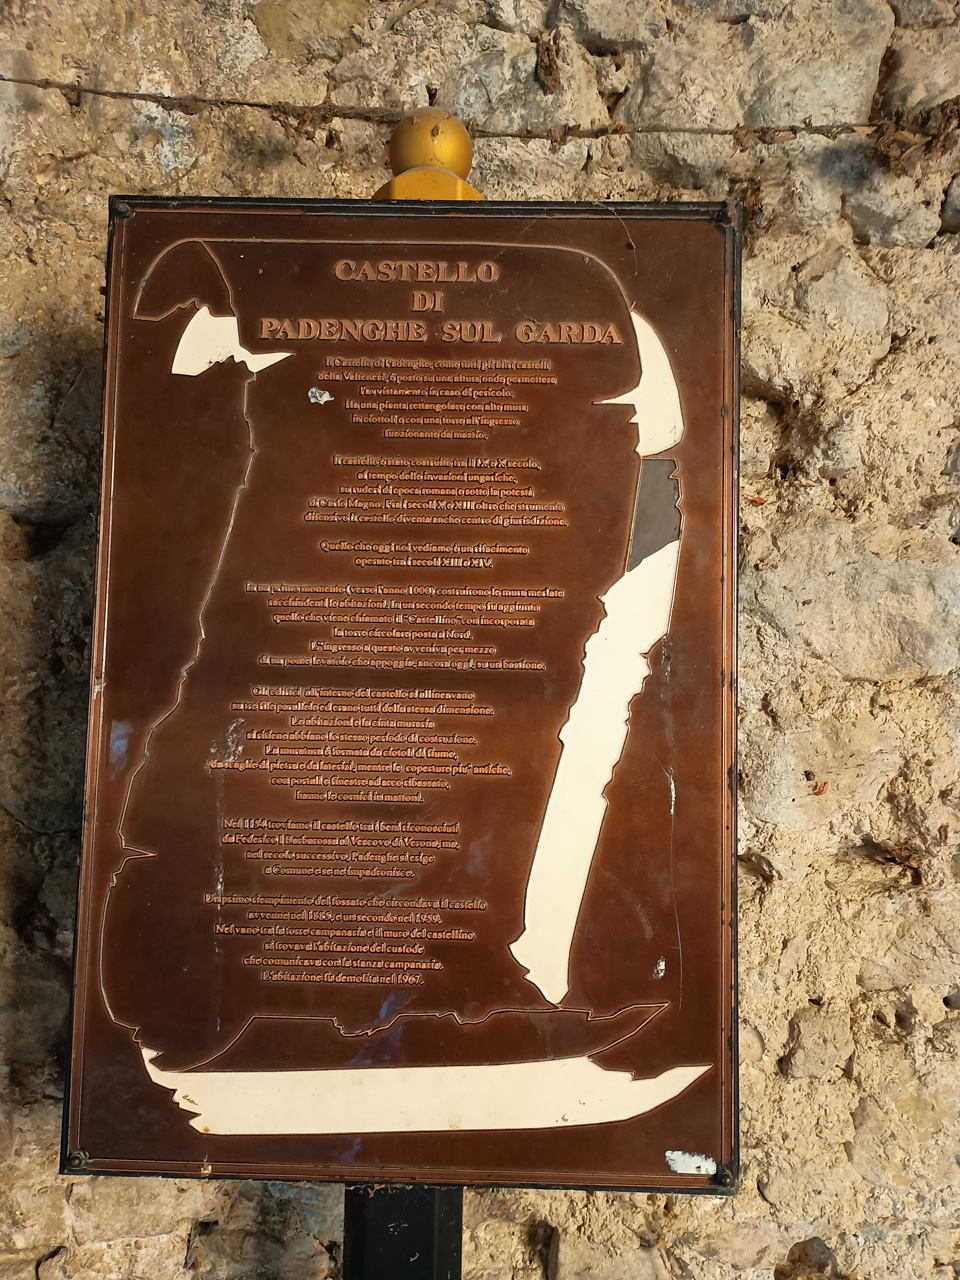 CASTELLO
DI
PADENGHE SUL GARDA
Il Castello di Padenghe, come tutti gli altri castelli
della Valtenesi, è posto su una altura onde permettere
l'avvistamento in caso di pericolo.
Ha una pianta rettangolare con alte mura
in ciottoli e con una torre all'ingresso
funzionante da mastio.
Il castello è stato costruito tra il IX e X secolo,
al tempo delle invasioni ungariche,
su ruderi di epoca romana e sotto la potestà
di Carlo Magno. Fra i secoli X e XIII oltre che strumento
difensivo il castello diventa anche centro di giurisdizione.
Quello che oggi noi vediamo è un rifacimento
operato tra i secoli XIII e XIV.
In un primo momento (verso l'anno 1000) costruirono le mura merlate
racchiudenti le abitazioni. In un secondo tempo fu aggiunto
quello che viene chiamato il "Castellino" con incorporata
la torre circolare posta a Nord.
L'ingresso a questo avveniva per mezzo
di un ponte levatoio che appoggia, ancora oggi, su un bastione.
Gli edifici all'interno del castello si allineavano
su tre file parallele ed erano tutti della stessa dimensione.
Le abitazioni e la cinta muraria
si ritiene abbiano lo stesso periodo di costruzione.
La muratura è formata da ciotoli di fiume,
da scaglie di pietra e da laterizi, mentre le coperture piu' antiche,
con portali e finestre ad arco ribassato,
hanno le cornici in mattoni.
Nel 1154 troviamo il castello tra i beni riconosciuti
da Federico I Barbarossa al Vescovo di Verona, ma,
nel secolo successivo, Padenghe si erige
a Comune e se ne impadronisce.
Un primo riempimento del fossato che circondava il castello
avvenne nel 1885, e un secondo nel 1959.
Nel vano tra la torre campanaria e il muro del castellino
si trovava l'abitazione del custode
che comunicava con la stanza campanaria.
L'abitazione fu demolita nel 1967.